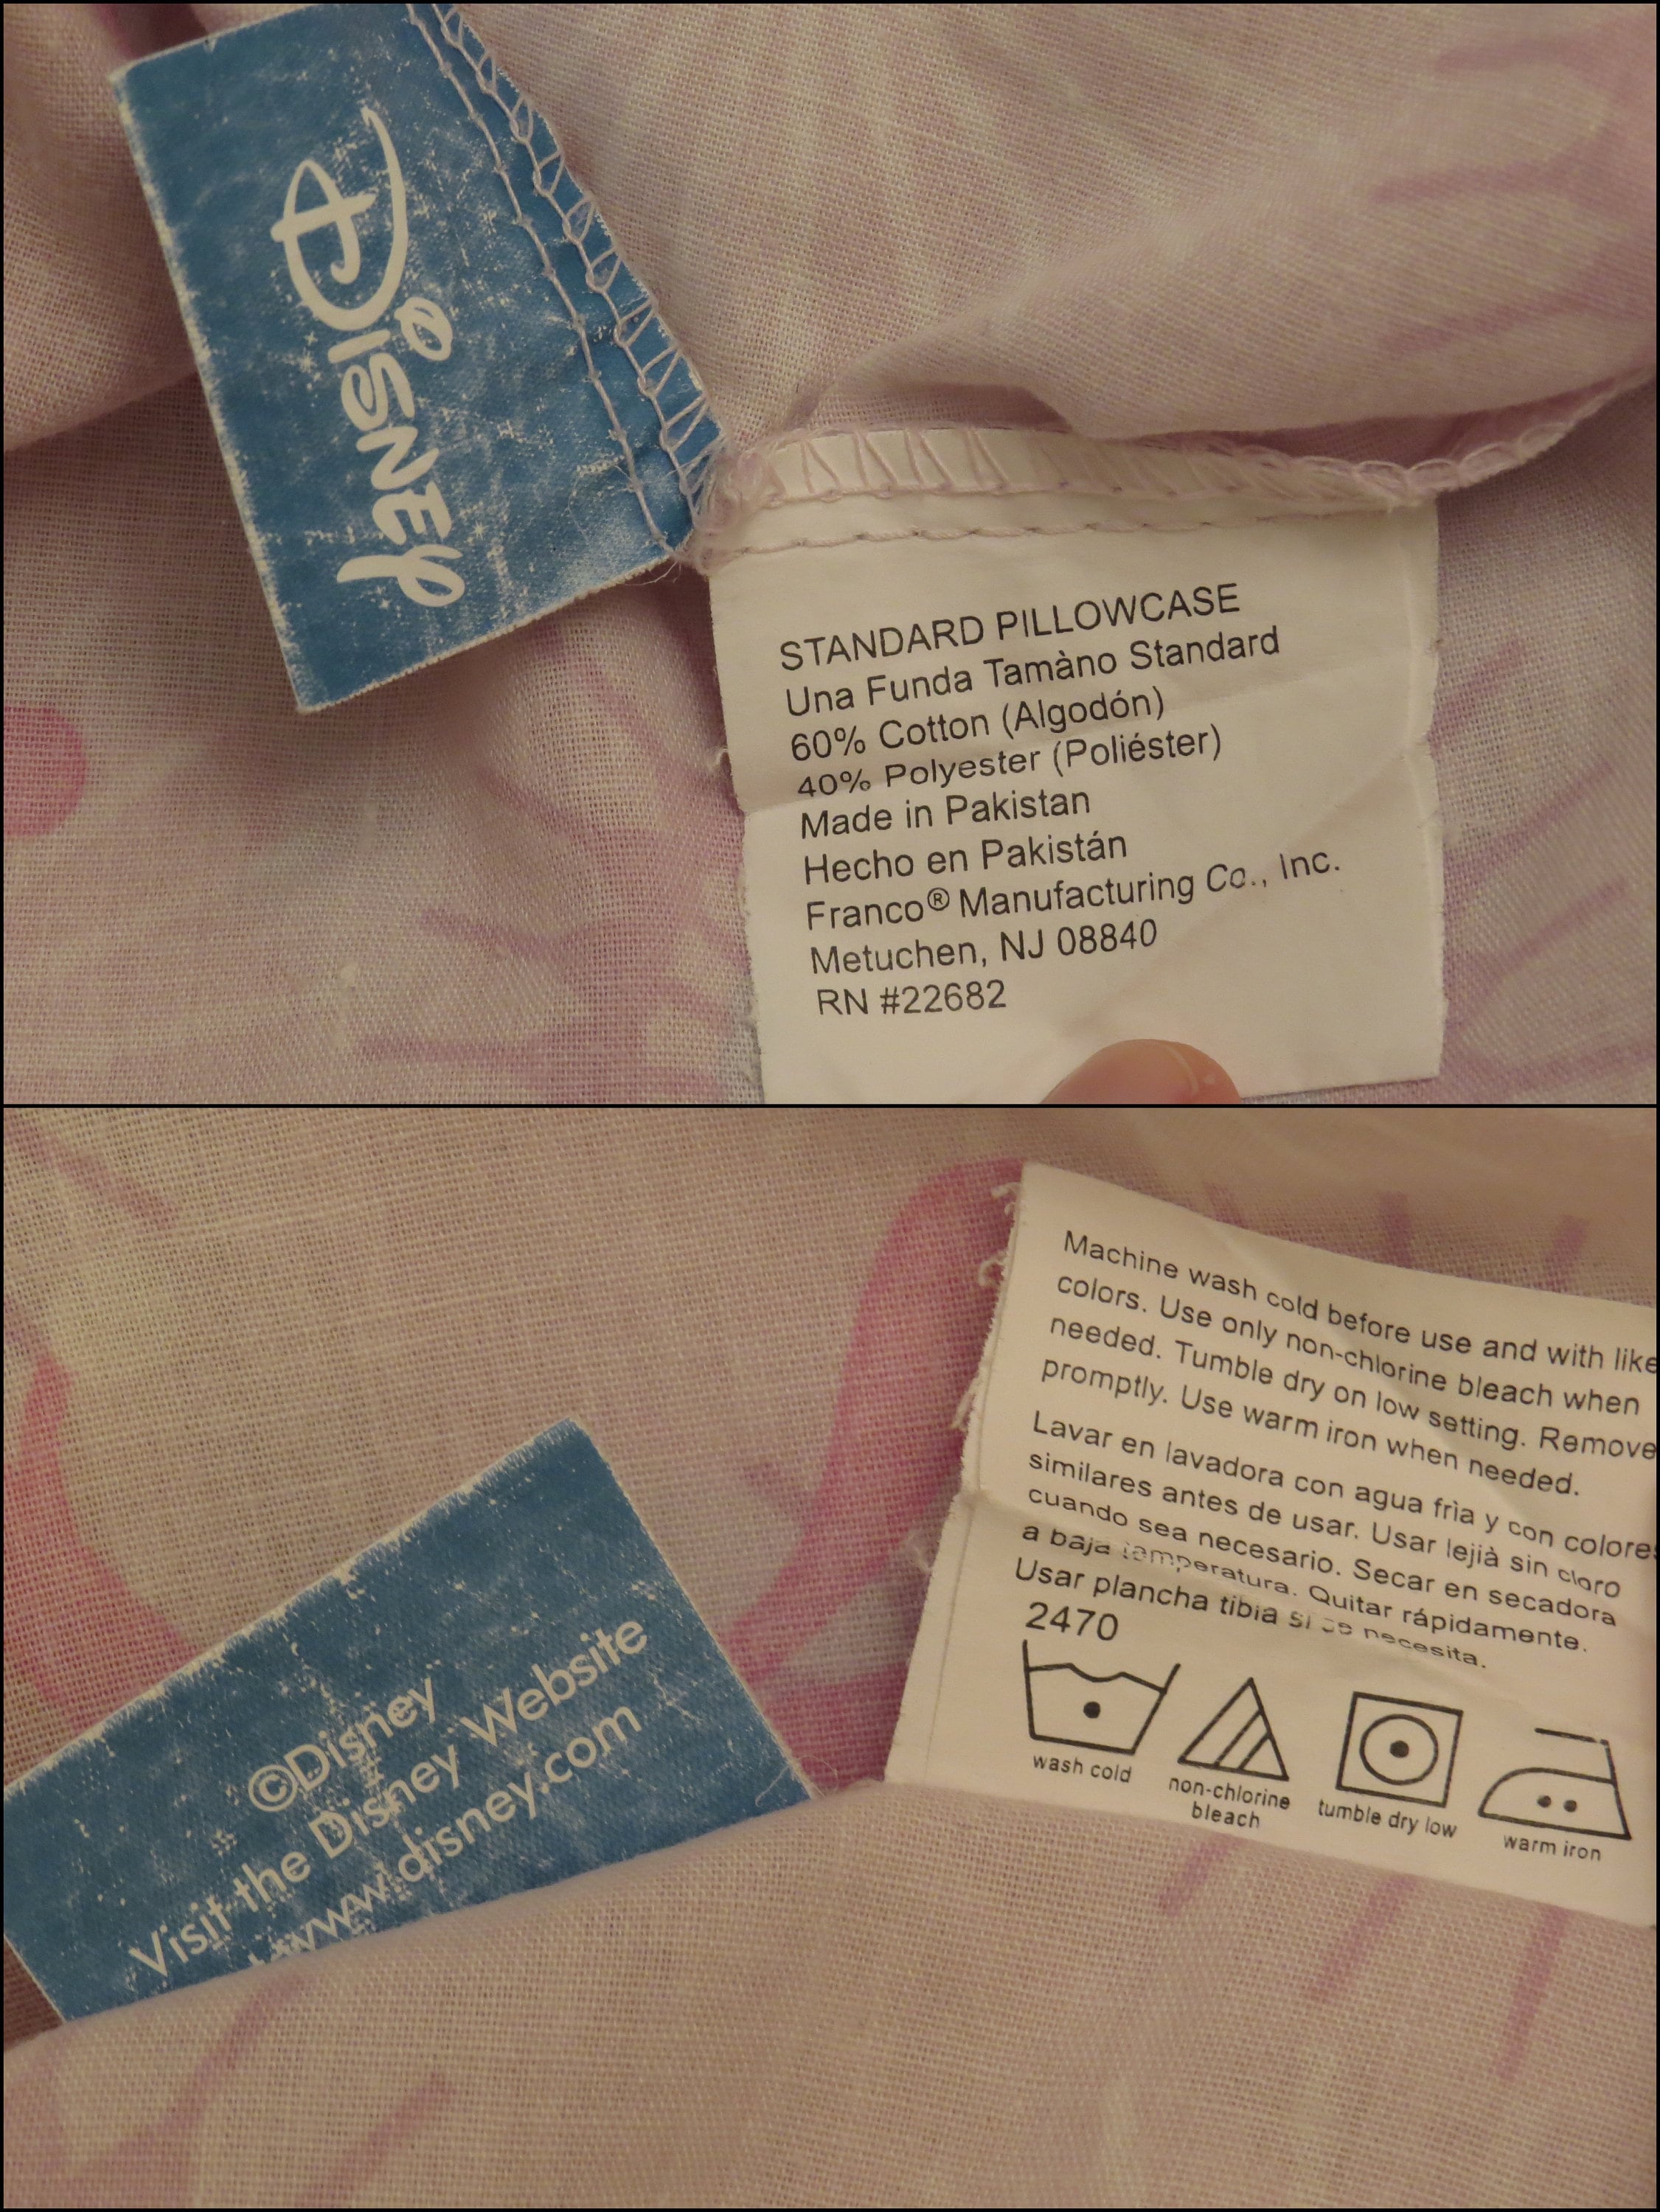 Disney
STANDARD PILLOWCASE
Una Funda Tamàno Standard
60% Cotton (Algodón)
40% Polyester (Poliéster)
Made in Pakistan
Hecho en Pakistán
Franco® Manufacturing Co., Inc.
Metuchen, NJ 08840
RN #22682
©Disney
Visit the Disney Website
www.disney.com
Machine wash cold before use and with like
colors. Use only non-chlorine bleach when
needed. Tumble dry on low setting. Remove
promptly. Use warm iron when needed.
Lavar en lavadora con agua frìa y con colores
similares antes de usar. Usar lejià sin cloro
cuando sea necesario. Secar en secadora
a baja temperatura. Quitar rápidamente.
Usar plancha tibia si se necesita.
2470
wash cold
non-chlorine
bleach
tumble dry low
warm iron